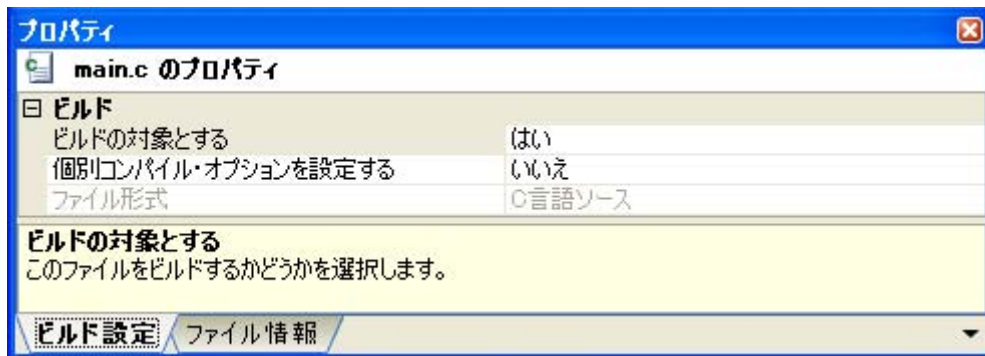 プロパティ
main.c のプロパティ
ビルド
ビルドの対象とする はい
個別コンパイル・オプションを設定する いいえ
ファイル形式 C言語ソース
ビルドの対象とする
このファイルをビルドするかどうかを選択します。
ビルド設定 ファイル情報